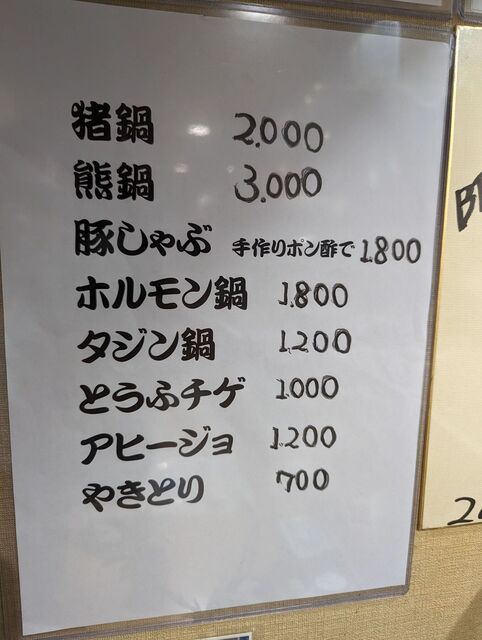 猪鍋 2.000
熊鍋 3.000
豚しゃぶ 手作りポン酢で 1.800
ホルモン鍋 1.800
タジン鍋 1.200
とうふチゲ 1.000
アヒージョ 1.200
やきとり 700